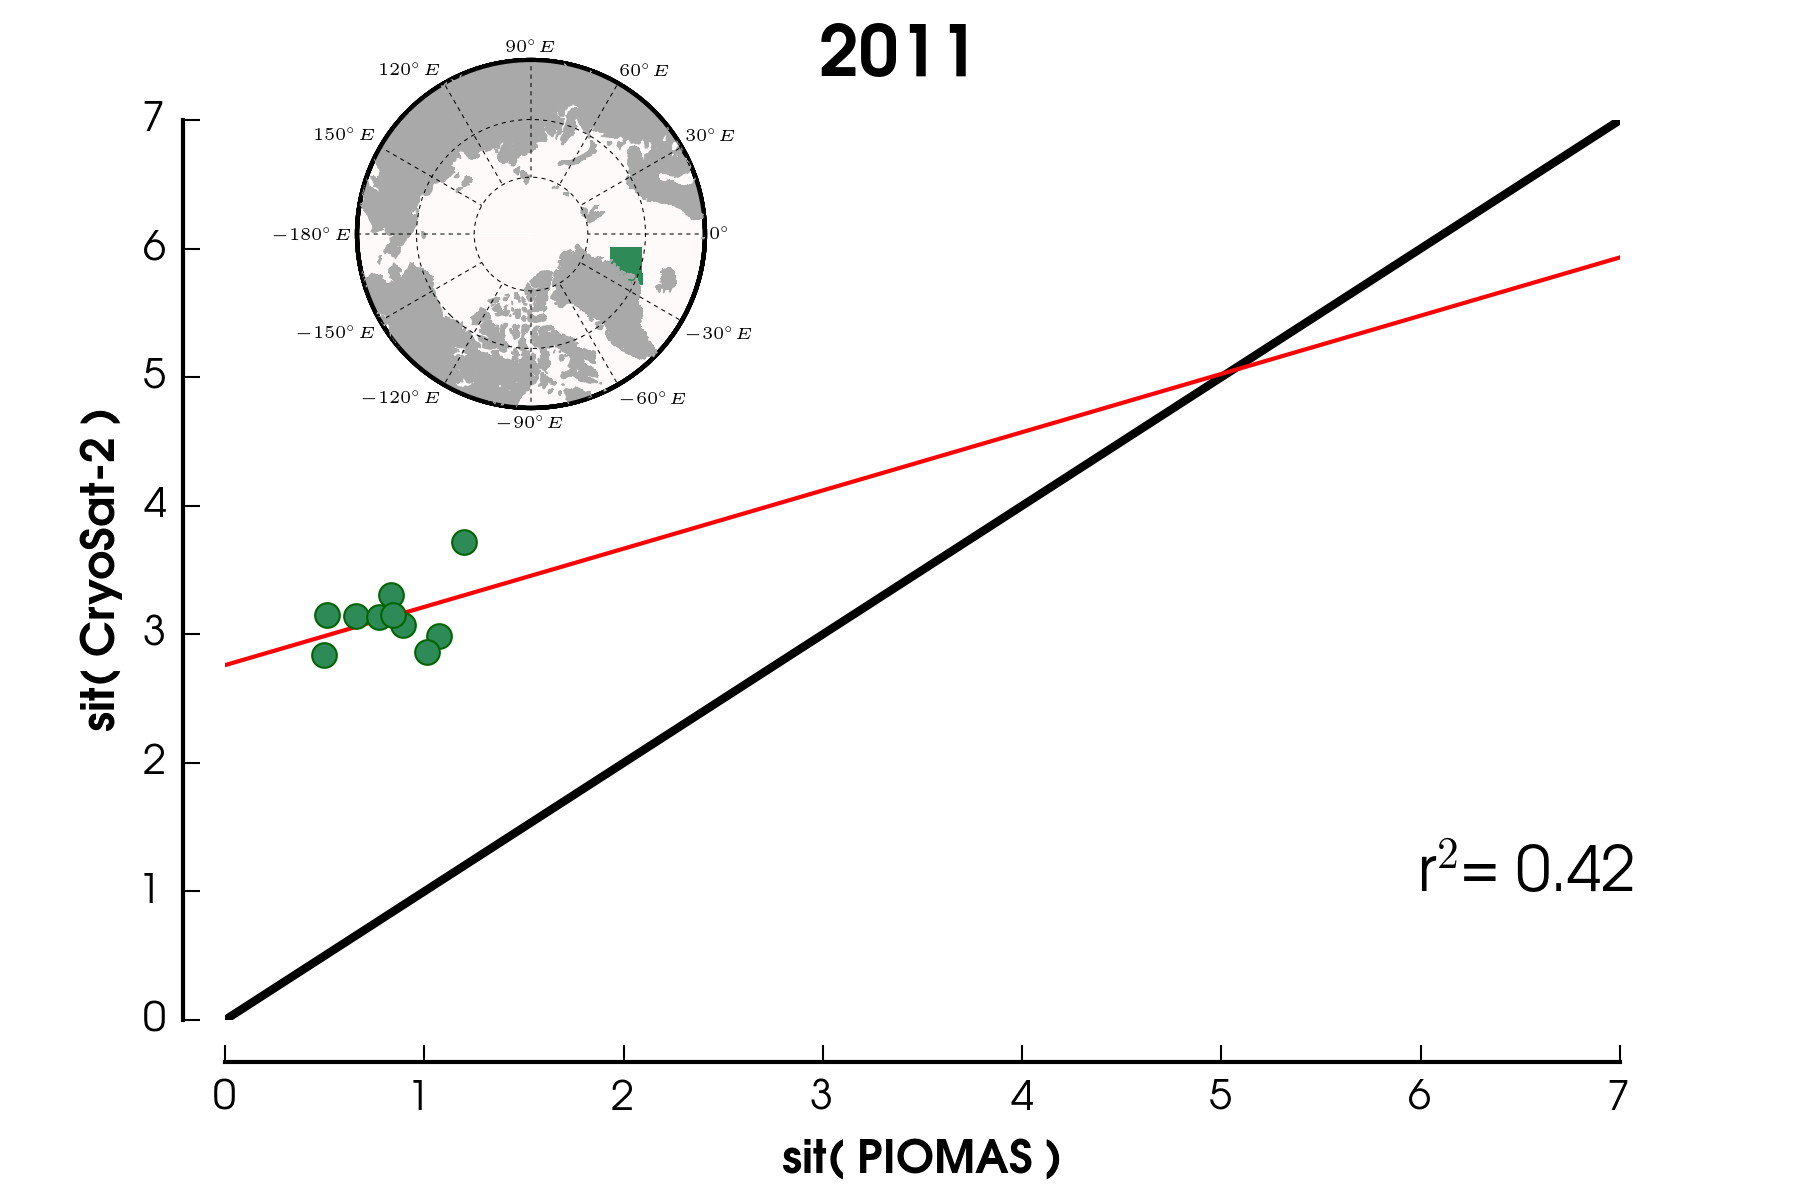 2011
90° E
120° E
60° E
150° E
30° E
−180° E
0°
−150° E
−30° E
−120° E
−60° E
−90° E
7
6
5
4
3
2
1
0
sit( CryoSat-2 )
r²= 0.42
0 1 2 3 4 5 6 7
sit( PIOMAS )